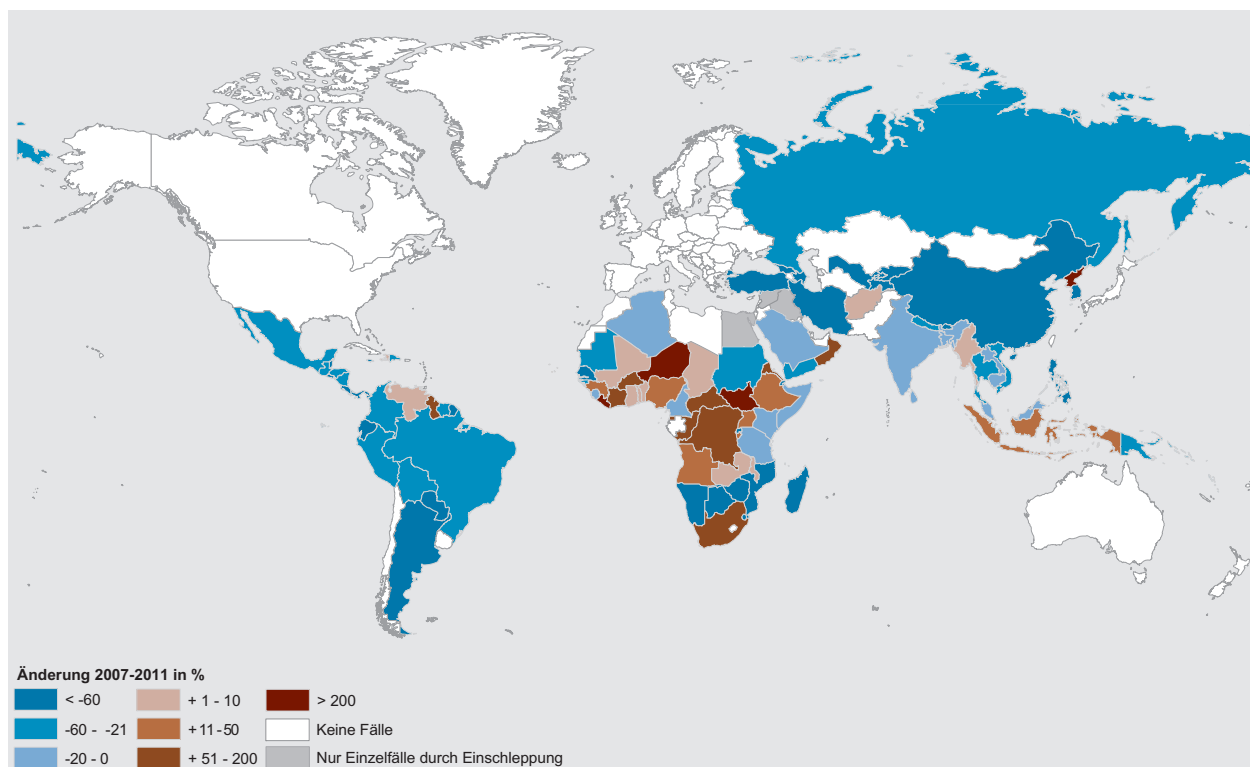 Änderung 2007-2011 in %
< -60
+ 1 - 10
> 200
-60 - -21
+11-50
Keine Fälle
-20 - 0
+ 51 - 200
Nur Einzelfälle durch Einschleppung